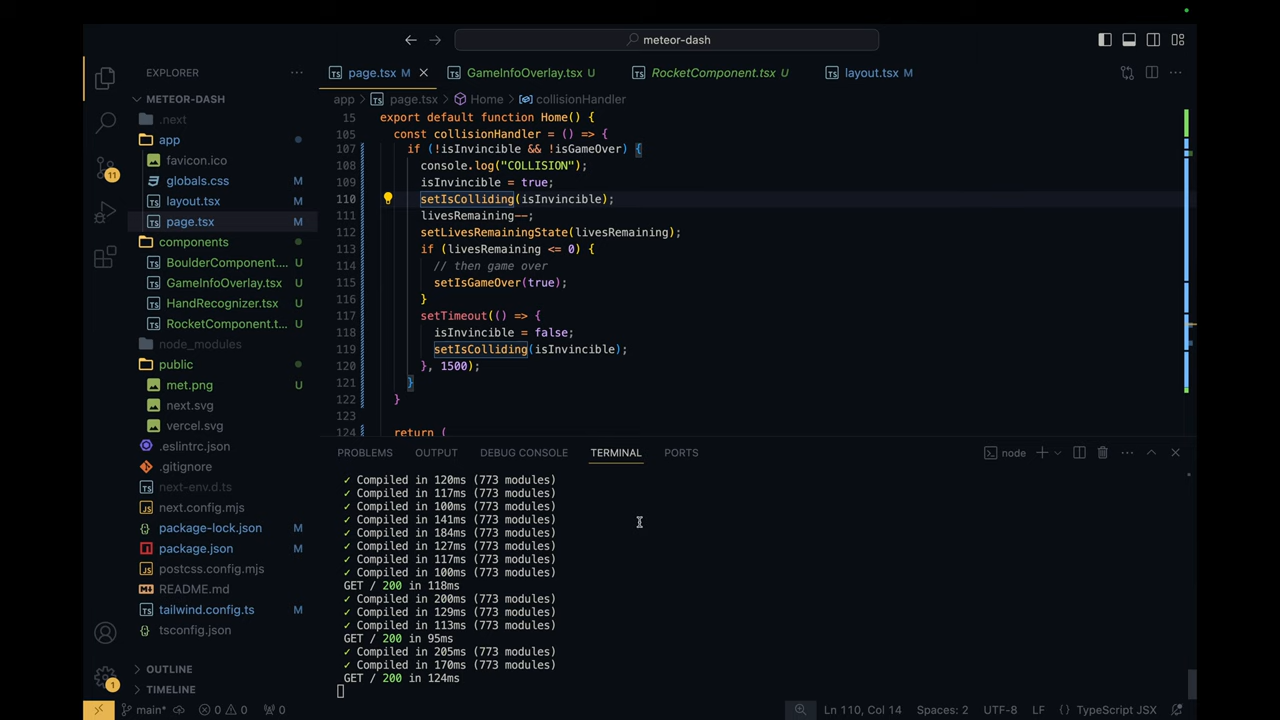 meteor-dash
EXPLORER
page.tsx M
GameInfoOverlay.tsx U
RocketComponent.tsx U
layout.tsx M
METEOR-DASH
app > page.tsx > Home > collisionHandler
.next
app
favicon.ico
globals.css M
layout.tsx M
page.tsx M
components
BoulderComponent.... U
GameInfoOverlay.tsx U
HandRecognizer.tsx U
RocketComponent.t... U
node_modules
public
met.png U
next.svg
vercel.svg
.eslintrc.json
.gitignore
next-env.d.ts
next.config.mjs
package-lock.json M
package.json M
postcss.config.mjs
README.md
tailwind.config.ts M
tsconfig.json
OUTLINE
TIMELINE
11
1
15 export default function Home() {
105 const collisionHandler = () => {
107 if (!isInvincible && !isGameOver) {
108 console.log("COLLISION");
109 isInvincible = true;
110 setIsColliding(isInvincible);
111 livesRemaining--;
112 setLivesRemainingState(livesRemaining);
113 if (livesRemaining <= 0) {
114 // then game over
115 setIsGameOver(true);
116 }
117 setTimeout(() => {
118 isInvincible = false;
119 setIsColliding(isInvincible);
120 }, 1500);
121 }
122 }
123
124 return (
PROBLEMS OUTPUT DEBUG CONSOLE TERMINAL PORTS
node
✓ Compiled in 120ms (773 modules)
✓ Compiled in 117ms (773 modules)
✓ Compiled in 100ms (773 modules)
✓ Compiled in 141ms (773 modules)
✓ Compiled in 184ms (773 modules)
✓ Compiled in 127ms (773 modules)
✓ Compiled in 117ms (773 modules)
✓ Compiled in 100ms (773 modules)
GET / 200 in 118ms
✓ Compiled in 200ms (773 modules)
✓ Compiled in 129ms (773 modules)
✓ Compiled in 113ms (773 modules)
GET / 200 in 95ms
✓ Compiled in 205ms (773 modules)
✓ Compiled in 170ms (773 modules)
GET / 200 in 124ms
main* 0 0 0 Ln 110, Col 14 Spaces: 2 UTF-8 LF {} TypeScript JSX